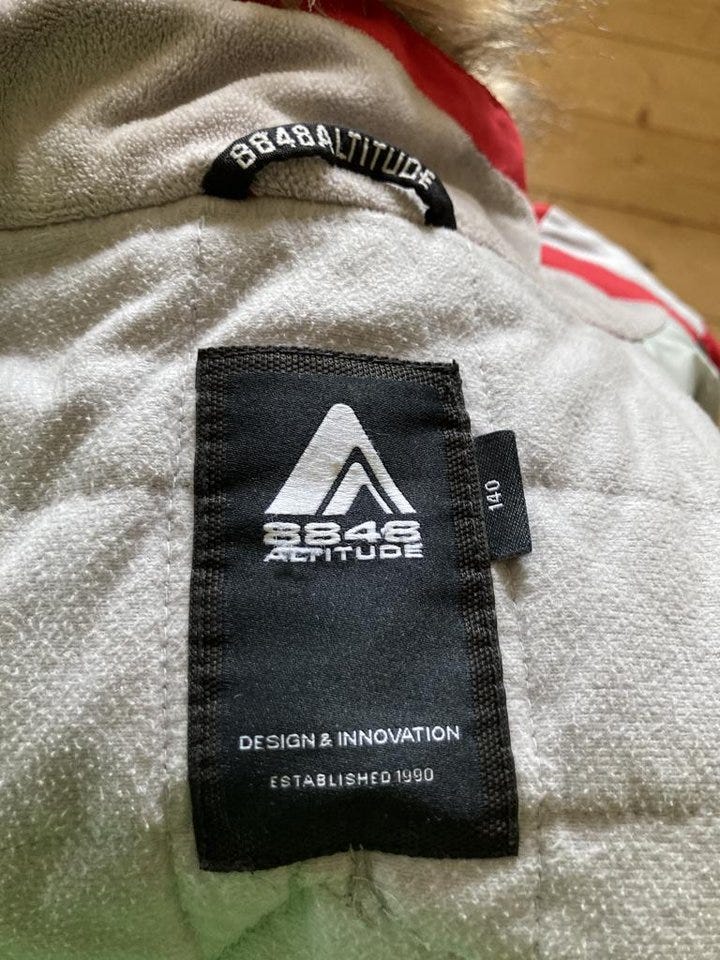 8848ALTITUDE
8848
ALTITUDE
140
DESIGN & INNOVATION
ESTABLISHED 1990